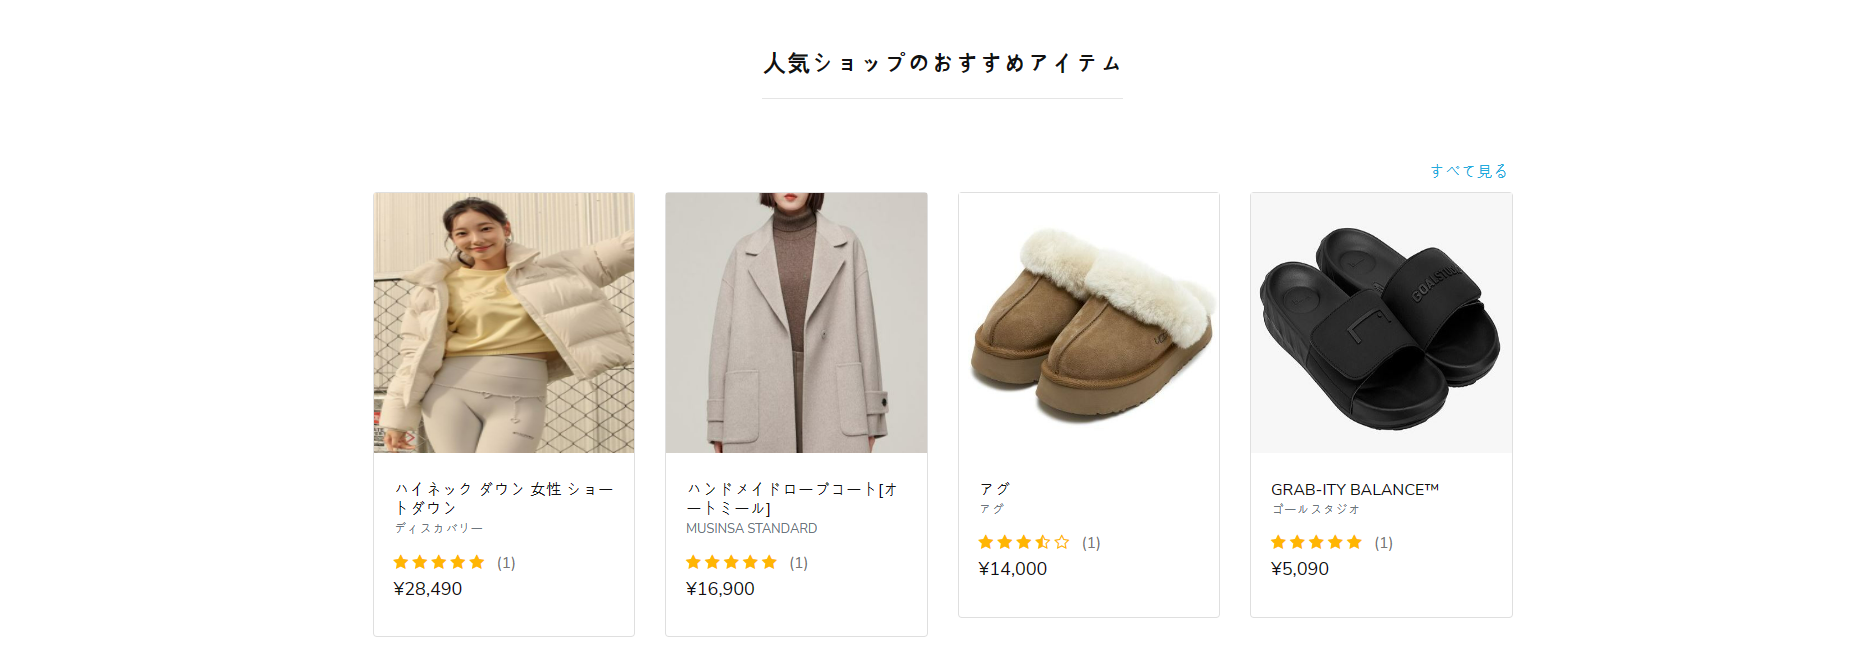 人気ショップのおすすめアイテム
すべて見る
ハイネック ダウン 女性 ショー
トダウン
ディスカバリー
(1)
¥28,490
ハンドメイドローブコート[オ
ートミール]
MUSINSA STANDARD
(1)
¥16,900
アグ
アグ
(1)
¥14,000
GOALSTUDIO
GRAB-ITY BALANCE™
ゴールスタジオ
(1)
¥5,090